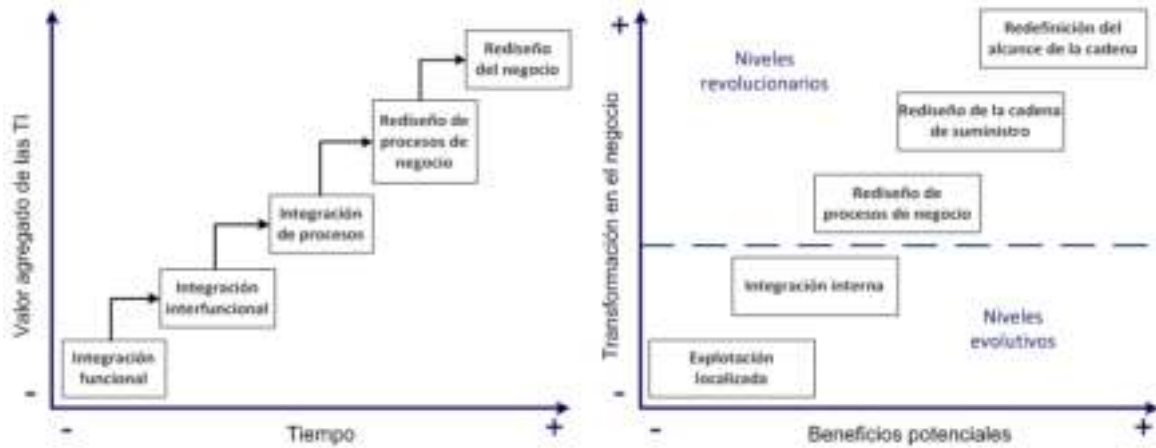 Valor agregado de las TI
Rediseño
del negocio
Rediseño de
procesos de
negocio
Integración
de procesos
Integración
interfuncional
Integración
funcional
-
-
Tiempo
+
Transformación en el negocio
+
Niveles
revolucionarios
Redefinición del
alcance de la cadena
Rediseño de la cadena
de suministro
Rediseño de
procesos de negocio
Integración interna
Niveles
evolutivos
Explotación
localizada
-
-
Beneficios potenciales
+